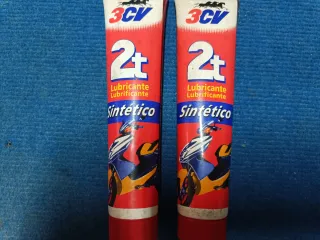 3CV
2t
Lubricante
Lubrificante
Sintético
3CV
2t
Lubricante
Lubrificante
Sintético